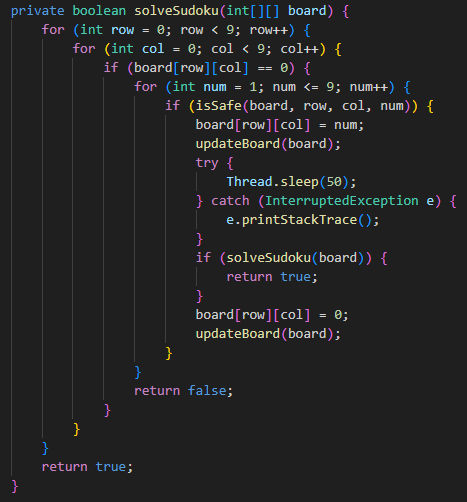 private boolean solveSudoku(int[][] board) {
    for (int row = 0; row < 9; row++) {
        for (int col = 0; col < 9; col++) {
            if (board[row][col] == 0) {
                for (int num = 1; num <= 9; num++) {
                    if (isSafe(board, row, col, num)) {
                        board[row][col] = num;
                        updateBoard(board);
                        try {
                            Thread.sleep(50);
                        } catch (InterruptedException e) {
                            e.printStackTrace();
                        }
                        if (solveSudoku(board)) {
                            return true;
                        }
                        board[row][col] = 0;
                        updateBoard(board);
                    }
                }
                return false;
            }
        }
    }
    return true;
}